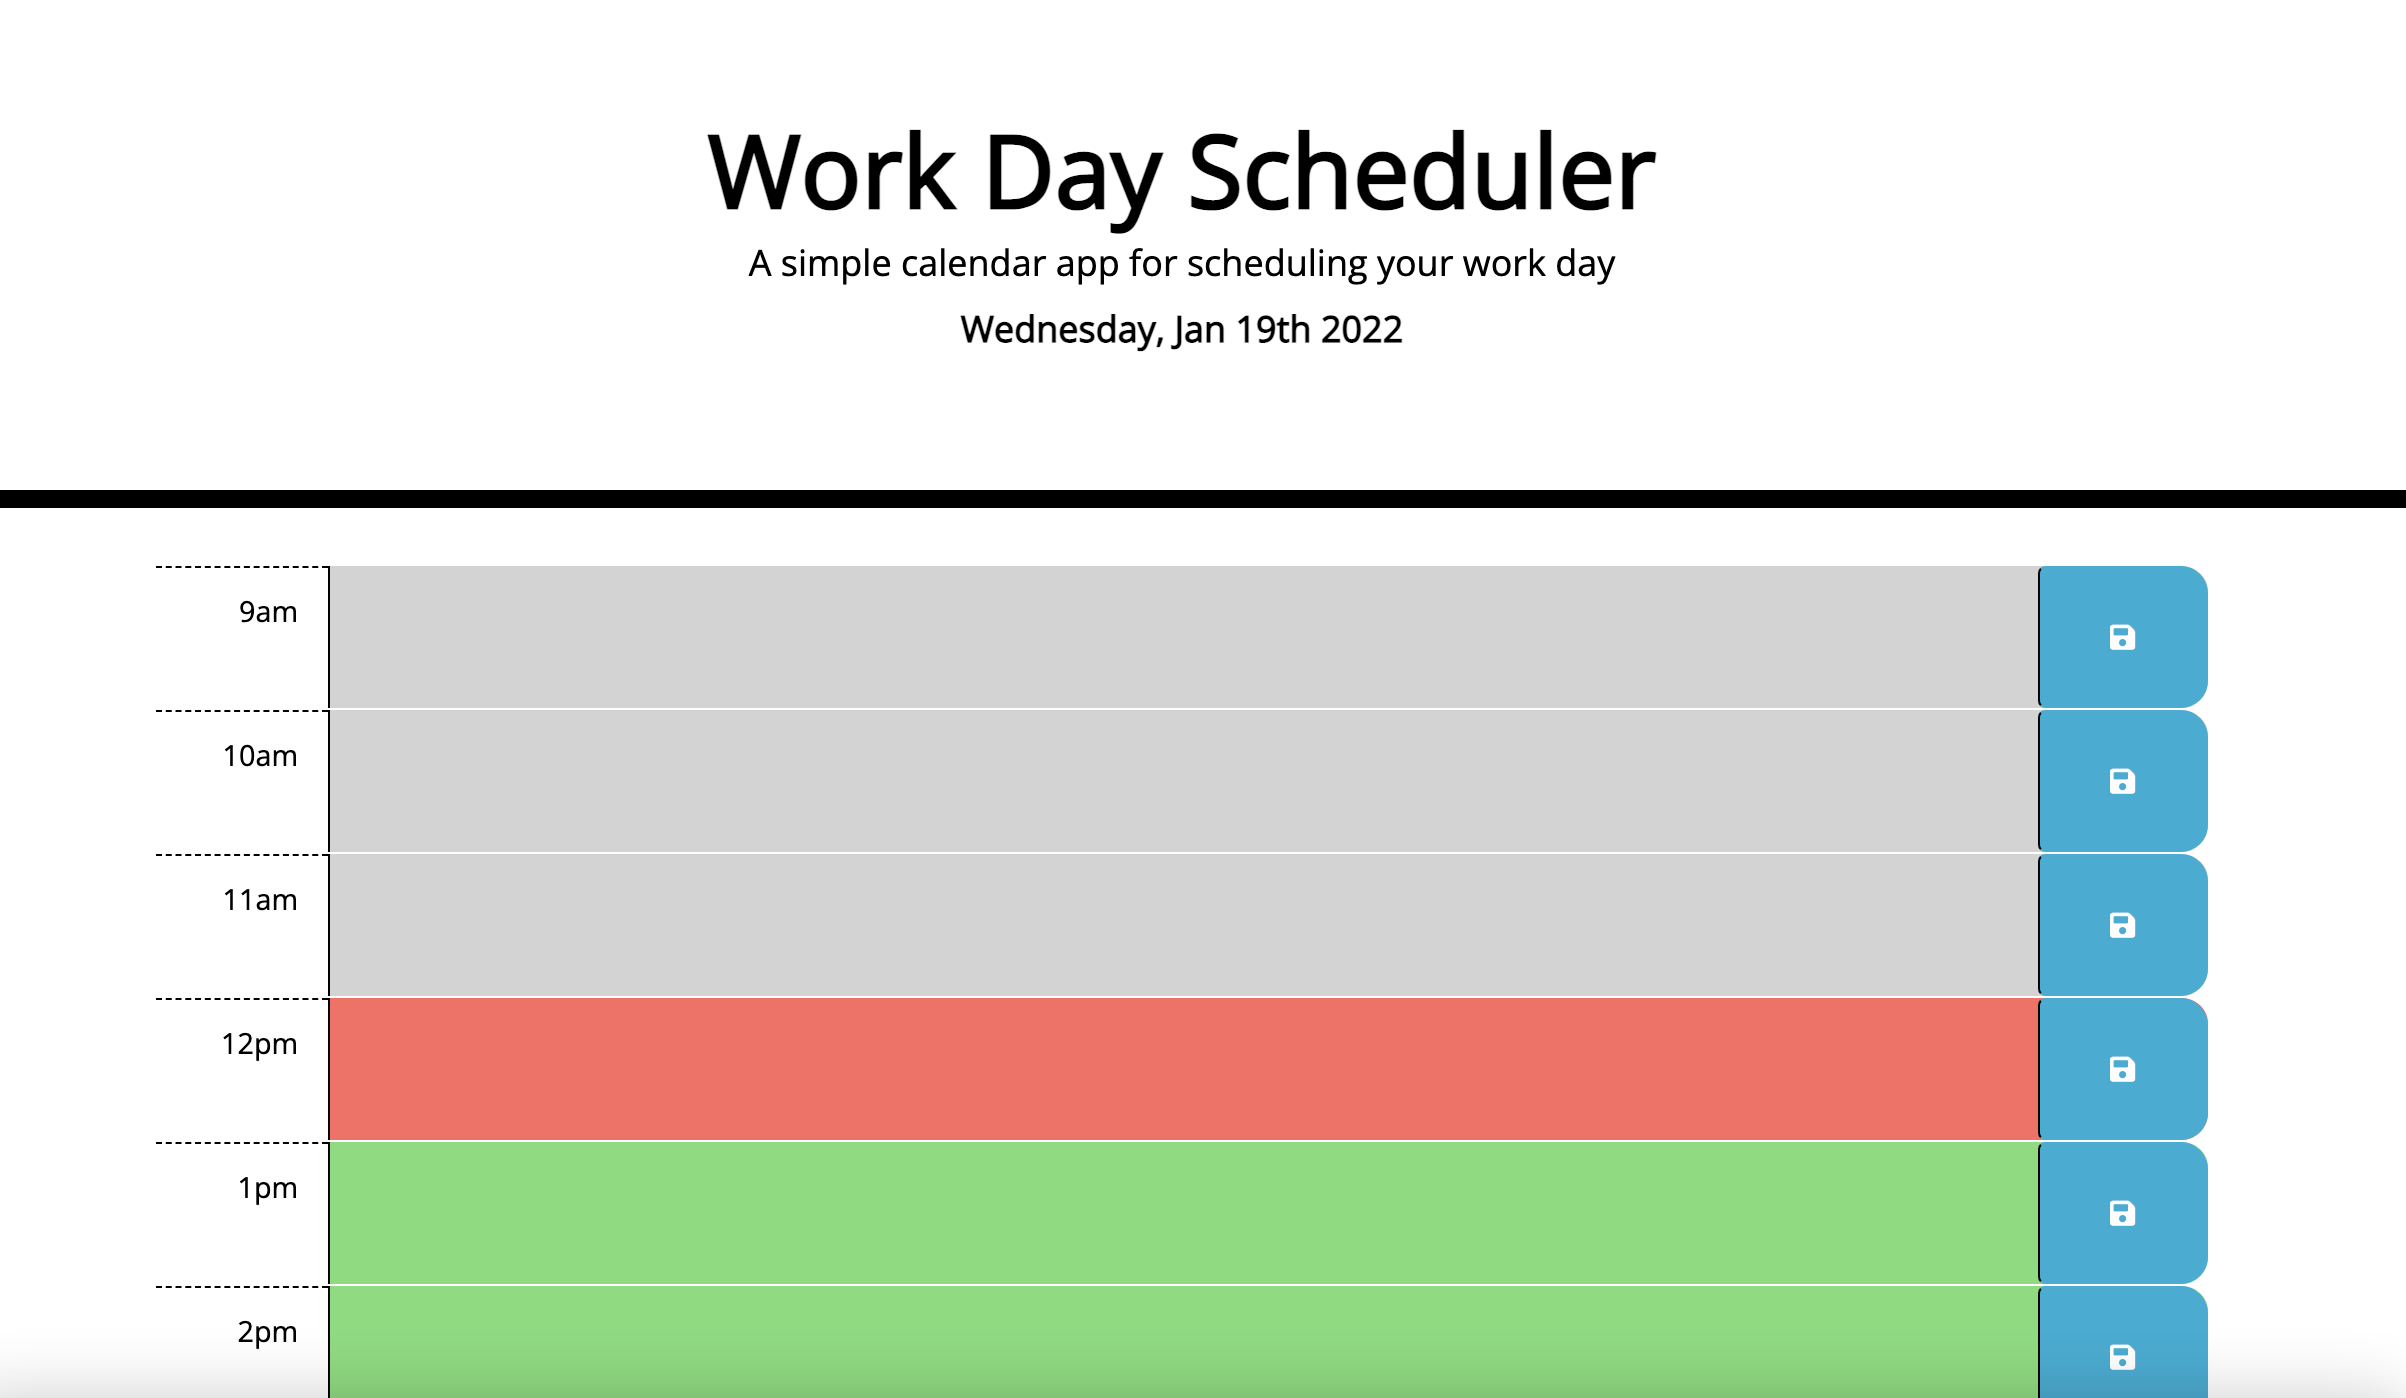 Work Day Scheduler
A simple calendar app for scheduling your work day
Wednesday, Jan 19th 2022
9am
10am
11am
12pm
1pm
2pm